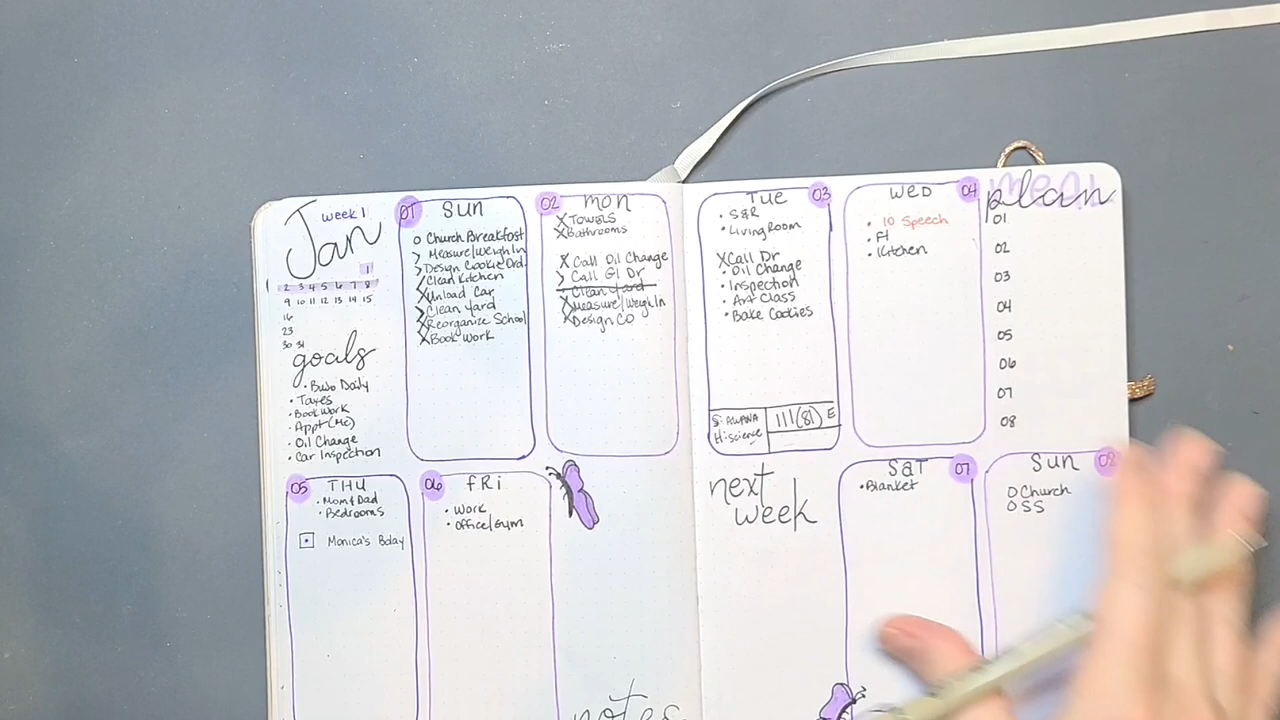 Jan
week 1
1
2 3 4 5 6 7 8
9 10 11 12 13 14 15
16
23
30 31
goals
• Bujo Daily
• Taxes
• Book Work
• Appt (Mc)
• Oil Change
• Car Inspection
01 Sun
o Church Breakfast
> Measure/Weigh In
> Design Cookie Ord.
Clean Kitchen
X Unload Car
> Clean Yard
X Reorganize School
X Book Work
02 mon
X Towels
X Bathrooms
X Call Oil Change
> Call GI Dr
Clean Yard
X Measure/Weigh In
X Design CO
Tue 03
• S&R
• Living Room
X Call Dr
• Oil Change
• Inspection
• Art Class
• Bake Cookies
111(81) E
H: science
WED 04
• 10 Speech
• FI
• Kitchen
mean
plan
01
02
03
04
05
06
07
08
05 THU
• Mom & Dad
• Bedrooms
Monica's Bday
06 FRi
• Work
• Office/Gym
next
week
Sat 07
• Blanket
Sun 08
o Church
o SS
notes